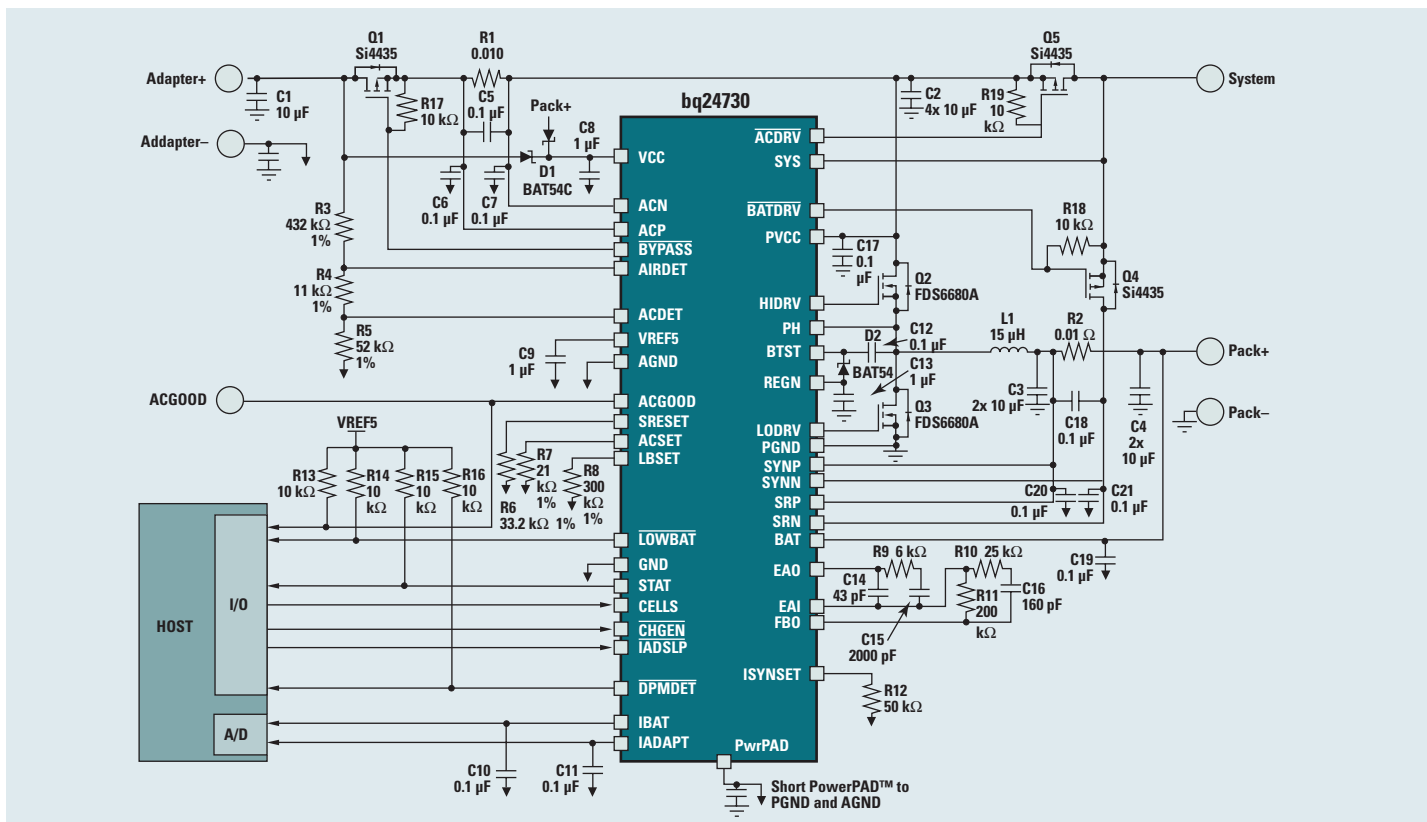 Q1
Si4435
R1
0.010
Q5
Si4435
Adapter+
System
C1
10 µF
R17
10 kΩ
C5
0.1 µF
Pack+
C8
1 µF
bq24730
C2
4x 10 µF
R19
10
kΩ
Addapter–
D1
BAT54C
C6
0.1 µF
C7
0.1 µF
VCC
ACN
ACP
BYPASS
AIRDET
ACDET
VREF5
AGND
ACGOOD
SRESET
ACSET
LBSET
LOWBAT
GND
STAT
CELLS
CHGEN
IADSLP
DPMDET
IBAT
IADAPT
ACDRV
SYS
BATDRV
PVCC
HIDRV
PH
BTST
REGN
LODRV
PGND
SYNP
SYNN
SRP
SRN
BAT
EAO
EAI
FBO
ISYNSET
PwrPAD
R3
432 kΩ
1%
R4
11 kΩ
1%
R5
52 kΩ
1%
C9
1 µF
ACGOOD
VREF5
R13
10 kΩ
R14
10
kΩ
R15
10
kΩ
R16
10
kΩ
R7
21
kΩ
1%
R8
300
kΩ
1%
R6
33.2 kΩ 1%
HOST
I/O
A/D
C10
0.1 µF
C11
0.1 µF
Short PowerPAD™ to
PGND and AGND
R18
10 kΩ
C17
0.1
µF
Q2
FDS6680A
Q4
Si4435
D2
C12
0.1 µF
L1
15 µH
R2
0.01 Ω
Pack+
BAT54
C13
1 µF
Q3
FDS6680A
C3
2x 10 µF
C18
0.1 µF
C4
2x
10 µF
Pack–
C20
0.1 µF
C21
0.1 µF
C19
0.1 µF
R9 6 kΩ
R10 25 kΩ
C14
43 pF
R11
200
kΩ
C16
160 pF
C15
2000 pF
R12
50 kΩ